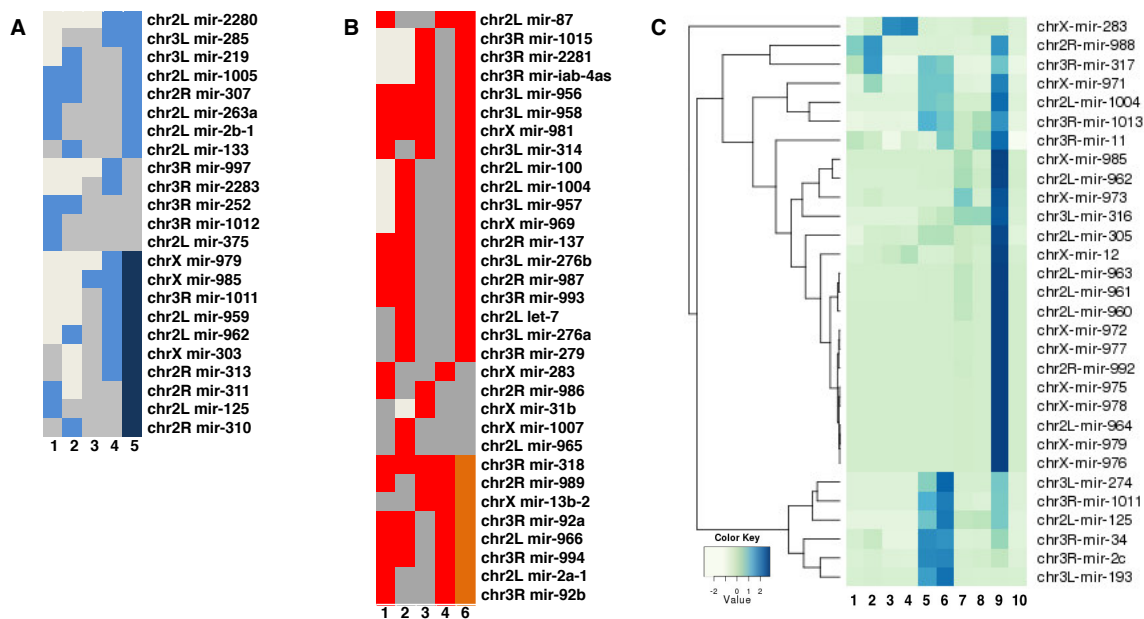 A
chr2L mir-2280
chr3L mir-285
chr3L mir-219
chr2L mir-1005
chr2R mir-307
chr2L mir-263a
chr2L mir-2b-1
chr2L mir-133
chr3R mir-997
chr3R mir-2283
chr3R mir-252
chr3R mir-1012
chr2L mir-375
chrX mir-979
chrX mir-985
chr3R mir-1011
chr2L mir-959
chr2L mir-962
chrX mir-303
chr2R mir-313
chr2R mir-311
chr2L mir-125
chr2R mir-310
1 2 3 4 5
B
chr2L mir-87
chr3R mir-1015
chr3R mir-2281
chr3R mir-iab-4as
chr3L mir-956
chr3L mir-958
chrX mir-981
chr3L mir-314
chr2L mir-100
chr2L mir-1004
chr3L mir-957
chrX mir-969
chr2R mir-137
chr3L mir-276b
chr2R mir-987
chr3R mir-993
chr2L let-7
chr3L mir-276a
chr3R mir-279
chrX mir-283
chr2R mir-986
chrX mir-31b
chrX mir-1007
chr2L mir-965
chr3R mir-318
chr2R mir-989
chrX mir-13b-2
chr3R mir-92a
chr2L mir-966
chr3R mir-994
chr2L mir-2a-1
chr3R mir-92b
1 2 3 4 6
C
chrX-mir-283
chr2R-mir-988
chr3R-mir-317
chrX-mir-971
chr2L-mir-1004
chr3R-mir-1013
chr3R-mir-11
chrX-mir-985
chr2L-mir-962
chrX-mir-973
chr3L-mir-316
chr2L-mir-305
chrX-mir-12
chr2L-mir-963
chr2L-mir-961
chr2L-mir-960
chrX-mir-972
chrX-mir-977
chr2R-mir-992
chrX-mir-975
chrX-mir-978
chr2L-mir-964
chrX-mir-979
chrX-mir-976
chr3L-mir-274
chr3R-mir-1011
chr2L-mir-125
chr3R-mir-34
chr3R-mir-2c
chr3L-mir-193
Color Key
-2 0 1 2
Value
1 2 3 4 5 6 7 8 9 10